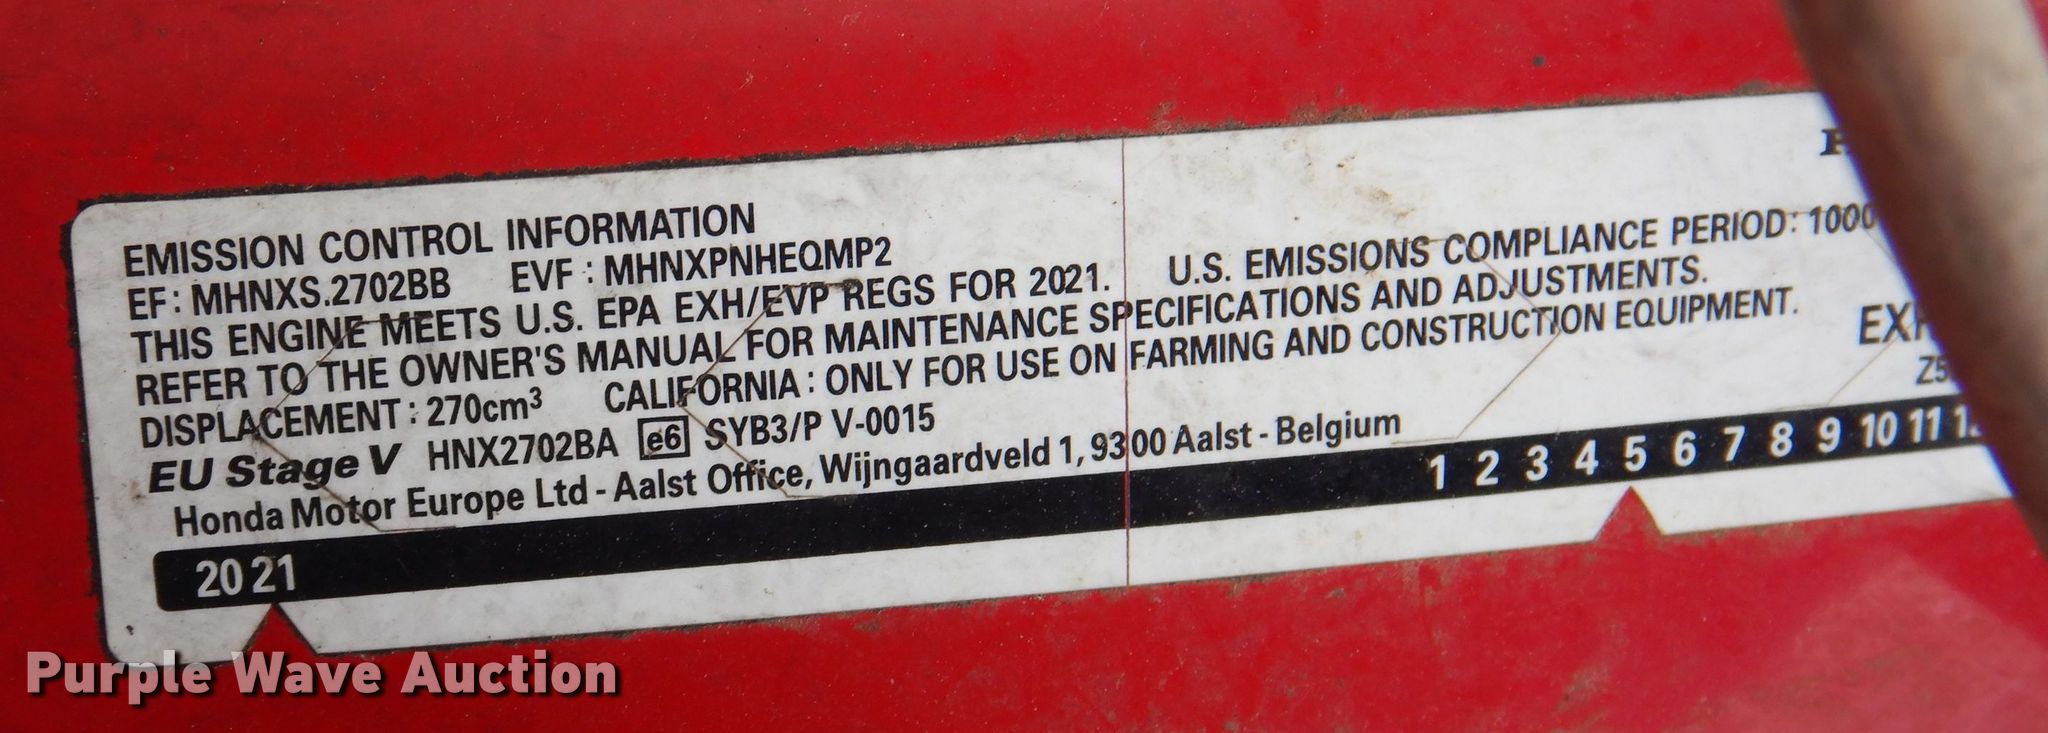 EMISSION CONTROL INFORMATION
EF: MHNXS.2702BB EVF : MHNXPNHEQMP2
THIS ENGINE MEETS U.S. EPA EXH/EVP REGS FOR 2021. U.S. EMISSIONS COMPLIANCE PERIOD: 1000
REFER TO THE OWNER'S MANUAL FOR MAINTENANCE SPECIFICATIONS AND ADJUSTMENTS.
DISPLACEMENT : 270cm³ CALIFORNIA : ONLY FOR USE ON FARMING AND CONSTRUCTION EQUIPMENT.
EU Stage V HNX2702BA e6 SYB3/P V-0015
Honda Motor Europe Ltd - Aalst Office, Wijngaardveld 1, 9300 Aalst - Belgium
2021 1 2 3 4 5 6 7 8 9 10 11
Purple Wave Auction